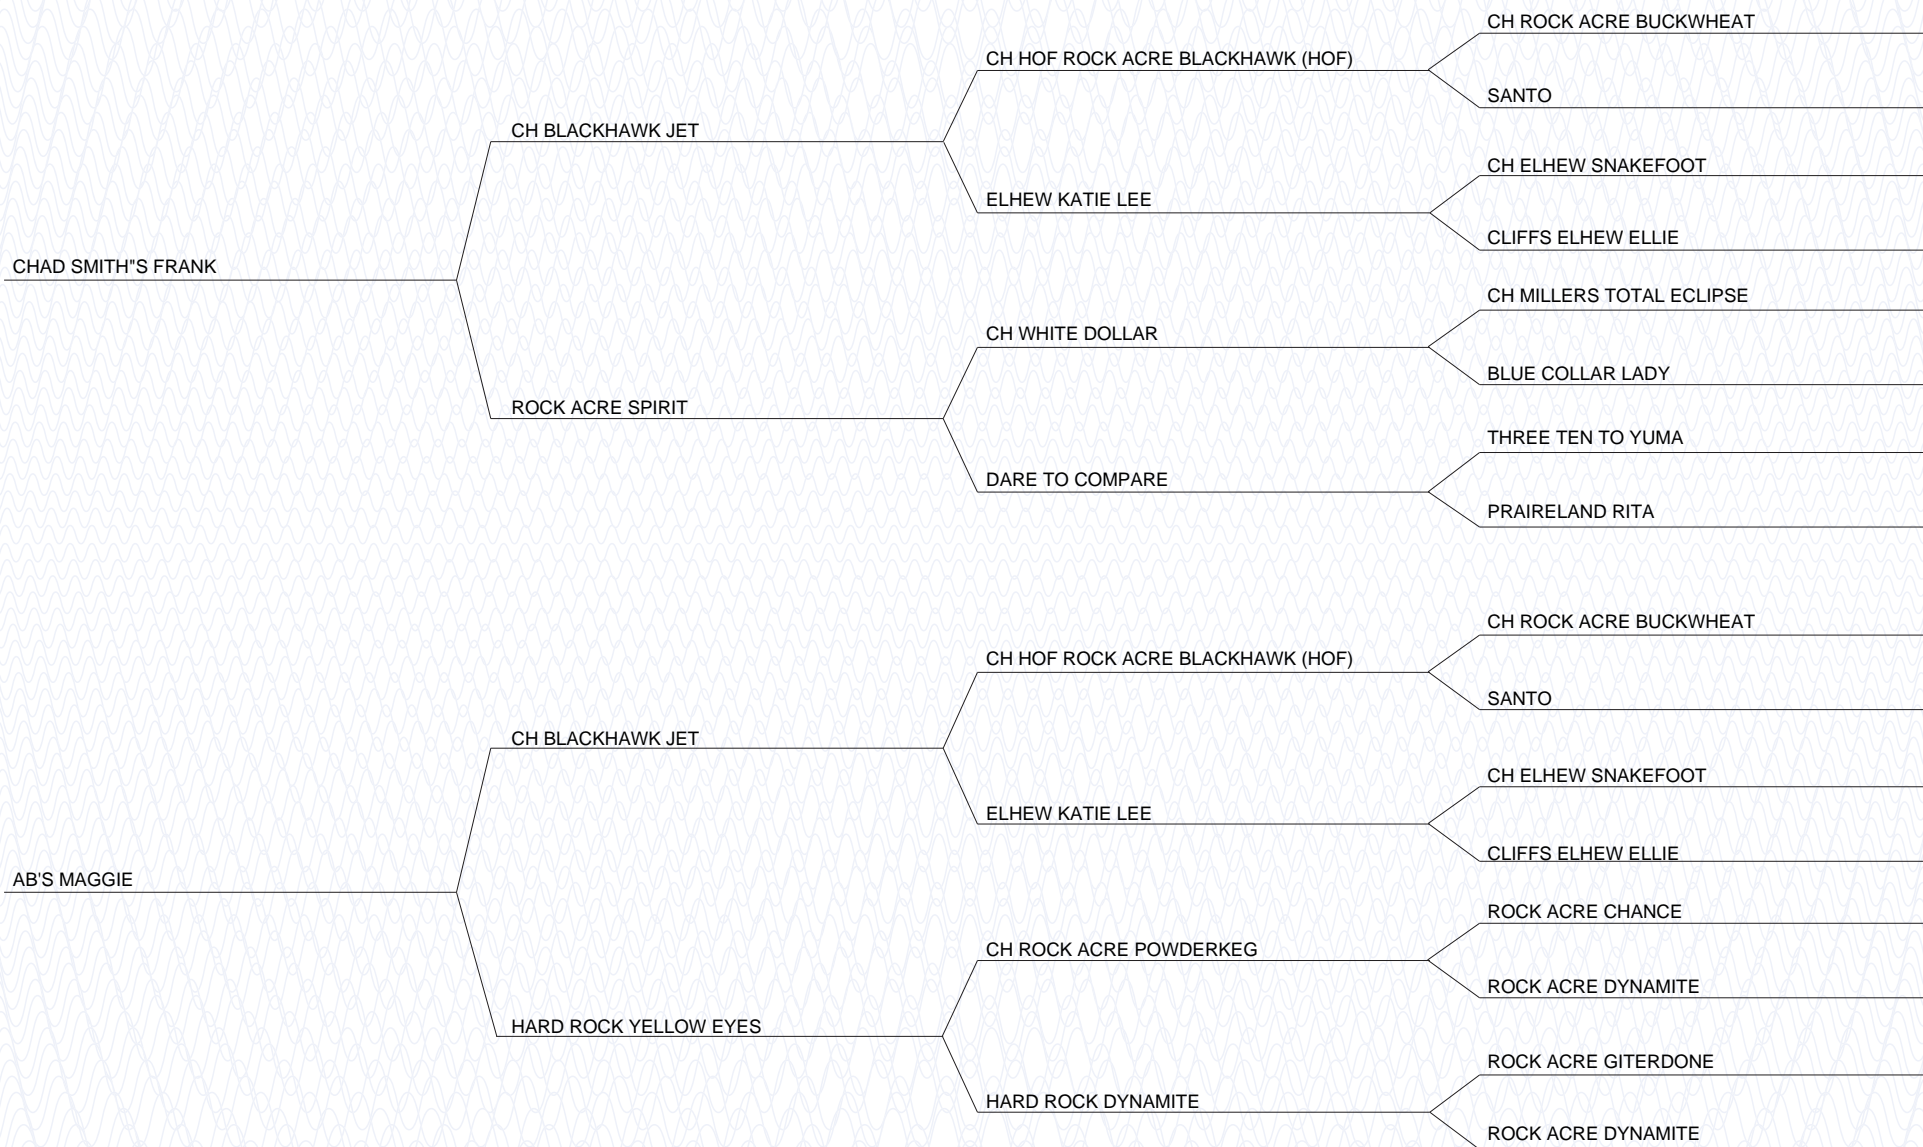 CH ROCK ACRE BUCKWHEAT
CH HOF ROCK ACRE BLACKHAWK (HOF)
SANTO
CH BLACKHAWK JET
CH ELHEW SNAKEFOOT
ELHEW KATIE LEE
CLIFFS ELHEW ELLIE
CHAD SMITH"S FRANK
CH MILLERS TOTAL ECLIPSE
CH WHITE DOLLAR
BLUE COLLAR LADY
ROCK ACRE SPIRIT
THREE TEN TO YUMA
DARE TO COMPARE
PRAIRELAND RITA
CH ROCK ACRE BUCKWHEAT
CH HOF ROCK ACRE BLACKHAWK (HOF)
SANTO
CH BLACKHAWK JET
CH ELHEW SNAKEFOOT
ELHEW KATIE LEE
CLIFFS ELHEW ELLIE
AB'S MAGGIE
ROCK ACRE CHANCE
CH ROCK ACRE POWDERKEG
ROCK ACRE DYNAMITE
HARD ROCK YELLOW EYES
ROCK ACRE GITERDONE
HARD ROCK DYNAMITE
ROCK ACRE DYNAMITE